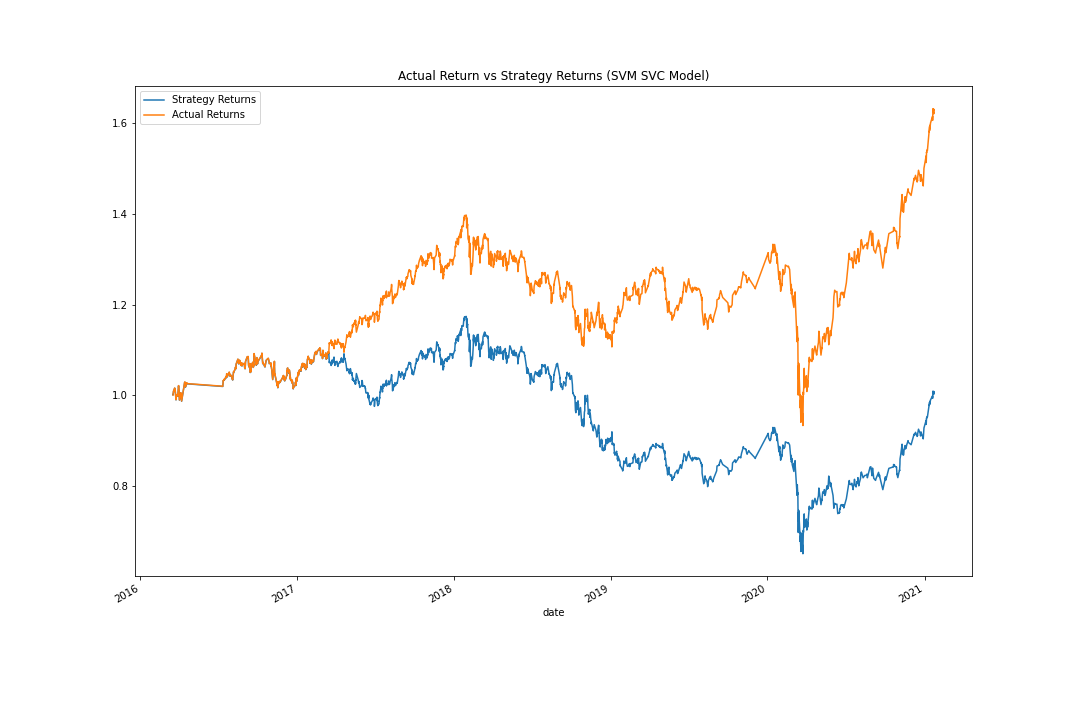 Actual Return vs Strategy Returns (SVM SVC Model)
Strategy Returns
Actual Returns
1.6
1.4
1.2
1.0
0.8
2016
2017
2018
2019
2020
2021
date